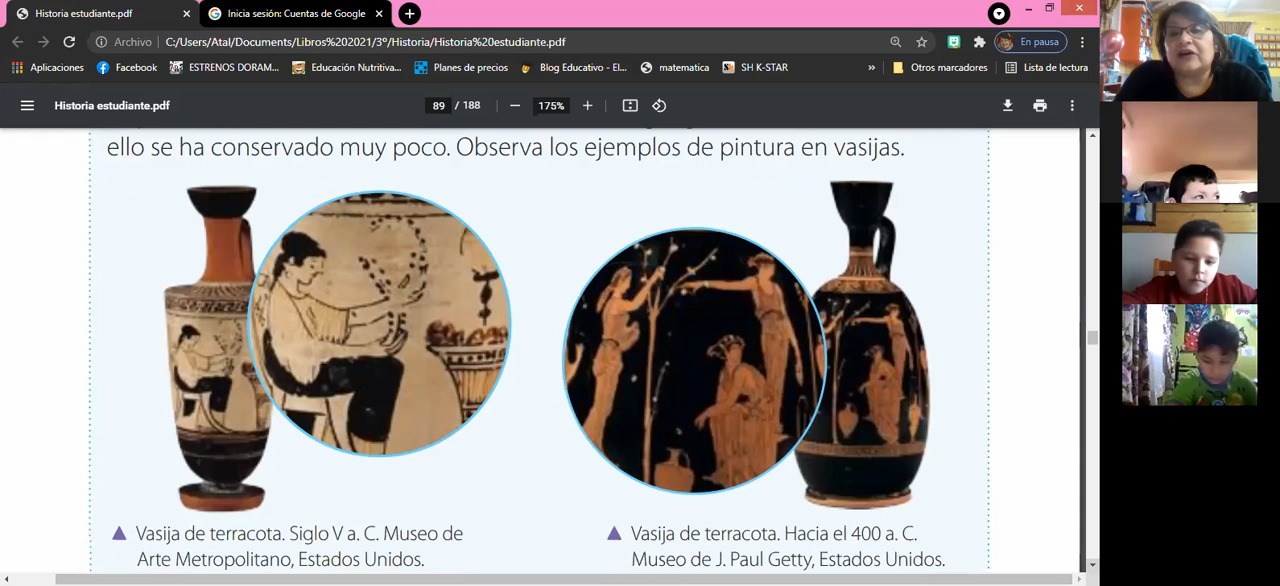 Historia estudiante.pdf
Inicia sesión: Cuentas de Google
Archivo C:/Users/Atal/Documents/Libros%202021/3º/Historia/Historia%20estudiante.pdf
En pausa
Aplicaciones Facebook ESTRENOS DORAM... Educación Nutritiva... Planes de precios Blog Educativo - El... matematica SH K-STAR » Otros marcadores Lista de lectura
Historia estudiante.pdf 89 / 188 175%
ello se ha conservado muy poco. Observa los ejemplos de pintura en vasijas.
Vasija de terracota. Siglo V a. C. Museo de
Arte Metropolitano, Estados Unidos.
Vasija de terracota. Hacia el 400 a. C.
Museo de J. Paul Getty, Estados Unidos.